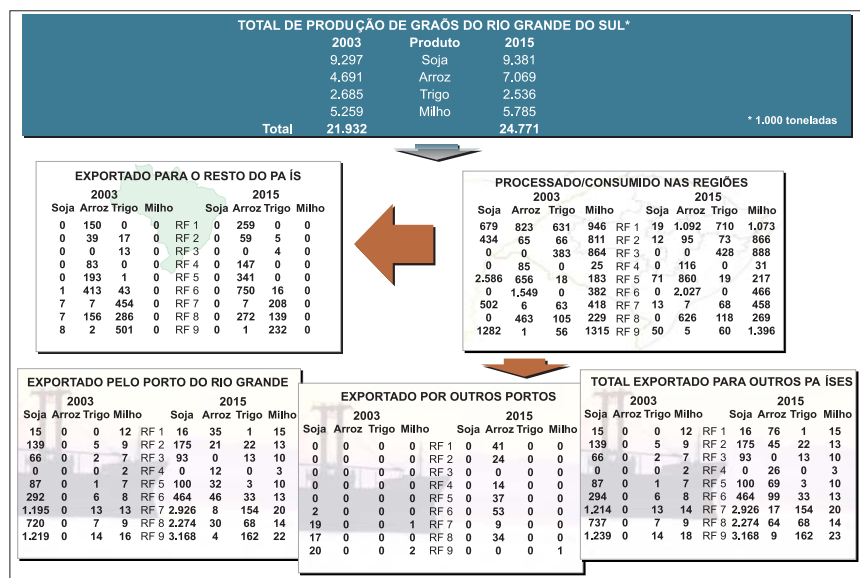 TOTAL DE PRODUÇÃO DE GRAÕS DO RIO GRANDE DO SUL*
2003 Produto 2015
9.297 Soja 9.381
4.691 Arroz 7.069
2.685 Trigo 2.536
5.259 Milho 5.785
Total 21.932 24.771
* 1.000 toneladas
EXPORTADO PARA O RESTO DO PA ÍS
2003 2015
Soja Arroz Trigo Milho Soja Arroz Trigo Milho
0 150 0 0 RF 1 0 259 0 0
0 39 17 0 RF 2 0 59 5 0
0 0 13 0 RF 3 0 0 4 0
0 83 0 0 RF 4 0 147 0 0
0 193 1 0 RF 5 0 341 0 0
1 413 43 0 RF 6 0 750 16 0
7 7 454 0 RF 7 0 7 208 0
7 156 286 0 RF 8 0 272 139 0
8 2 501 0 RF 9 0 1 232 0
PROCESSADO/CONSUMIDO NAS REGIÕES
2003 2015
Soja Arroz Trigo Milho Soja Arroz Trigo Milho
679 823 631 946 RF 1 19 1.092 710 1.073
434 65 66 811 RF 2 12 95 73 866
0 0 383 864 RF 3 0 0 428 888
0 85 0 25 RF 4 0 116 0 31
2.586 656 18 183 RF 5 71 860 19 217
0 1,549 0 382 RF 6 0 2,027 0 466
502 6 63 418 RF 7 13 7 68 458
0 463 105 229 RF 8 0 626 118 269
1282 1 56 1315 RF 9 50 5 60 1.396
EXPORTADO PELO PORTO DO RIO GRANDE
2003 2015
Soja Arroz Trigo Milho Soja Arroz Trigo Milho
15 0 0 12 RF 1 16 35 1 15
139 0 5 9 RF 2 175 21 22 13
66 0 2 7 RF 3 93 0 13 10
0 0 0 2 RF 4 0 12 0 3
87 0 1 7 RF 5 100 32 3 10
292 0 6 8 RF 6 464 46 33 13
1.195 0 13 13 RF 7 2.926 8 154 20
720 0 7 9 RF 8 2.274 30 68 14
1.219 0 14 16 RF 9 3.168 4 162 22
EXPORTADO POR OUTROS PORTOS
2003 2015
Soja Arroz Trigo Milho Soja Arroz Trigo Milho
0 0 0 0 RF 1 0 41 0 0
0 0 0 0 RF 2 0 24 0 0
0 0 0 0 RF 3 0 0 0 0
0 0 0 0 RF 4 0 14 0 0
0 0 0 0 RF 5 0 37 0 0
2 0 0 0 RF 6 0 53 0 0
19 0 0 1 RF 7 0 9 0 0
17 0 0 0 RF 8 0 34 0 0
20 0 0 2 RF 9 0 0 0 1
TOTAL EXPORTADO PARA OUTROS PA ÍSES
2003 2015
Soja Arroz Trigo Milho Soja Arroz Trigo Milho
15 0 0 12 RF 1 16 76 1 15
139 0 5 9 RF 2 175 45 22 13
66 0 2 7 RF 3 93 0 13 10
0 0 0 2 RF 4 0 26 0 3
87 0 1 7 RF 5 100 69 3 10
294 0 6 8 RF 6 464 99 33 13
1,214 0 13 14 RF 7 2.926 17 154 20
737 0 7 9 RF 8 2.274 64 68 14
1.239 0 14 18 RF 9 3.168 9 162 23